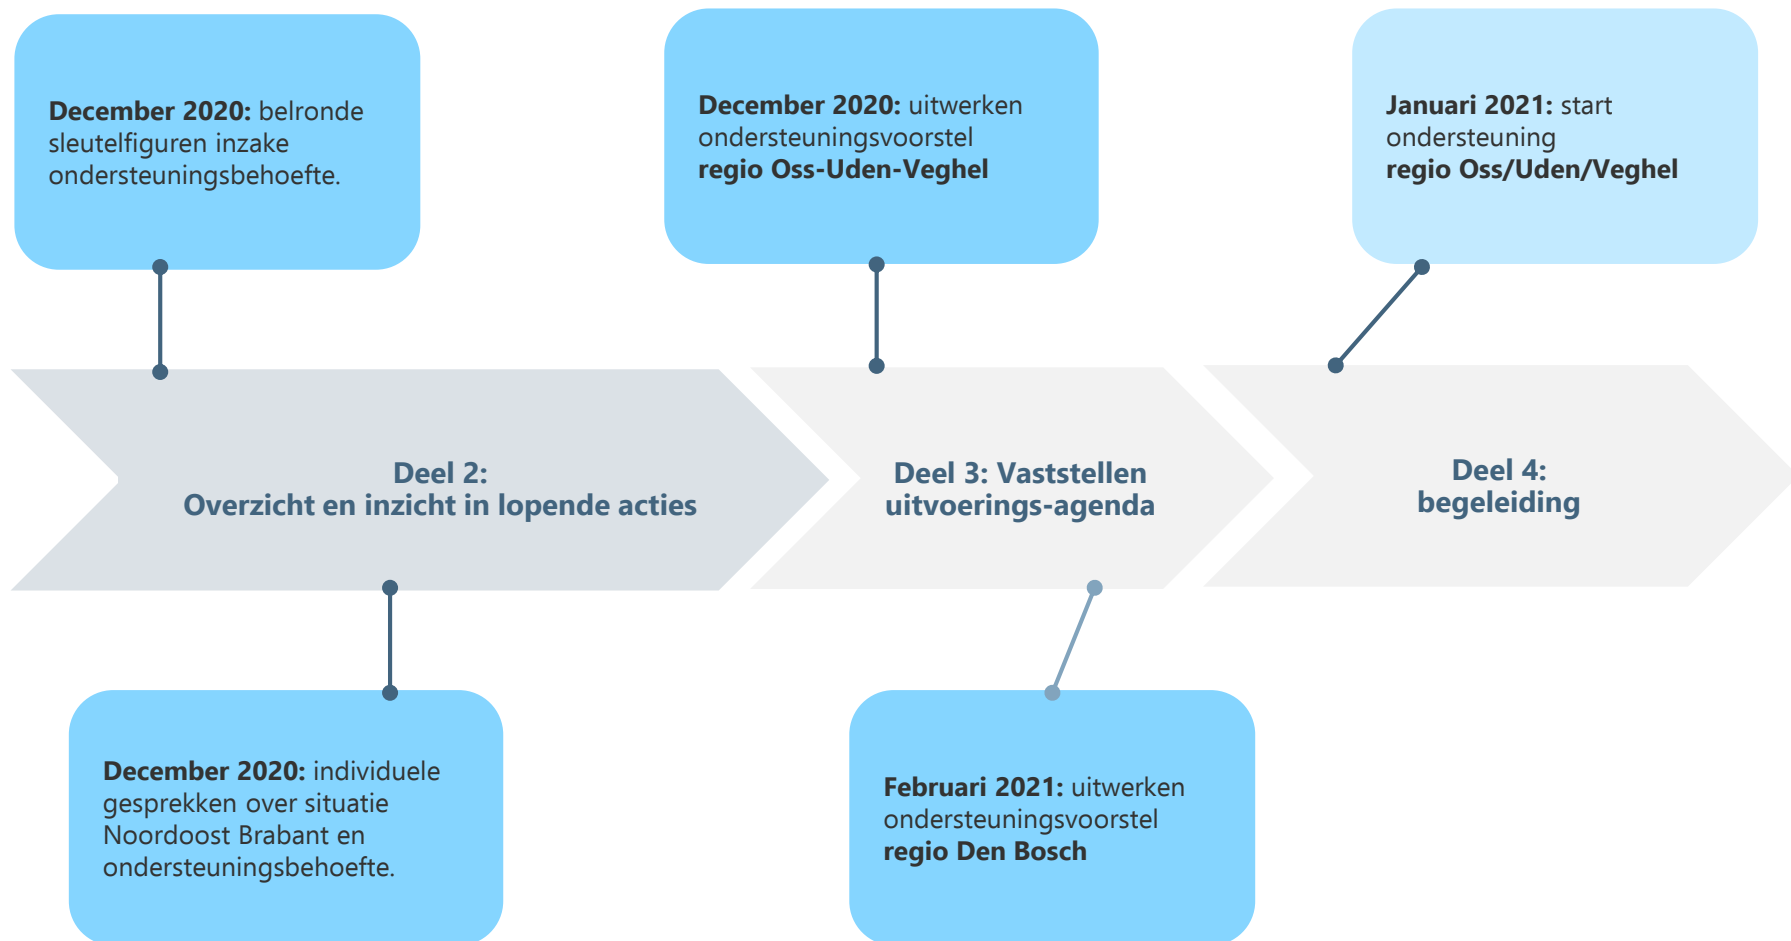 December 2020: belronde
sleutelfiguren inzake
ondersteuningsbehoefte.
December 2020: uitwerken
ondersteuningsvoorstel
regio Oss-Uden-Veghel
Januari 2021: start
ondersteuning
regio Oss/Uden/Veghel
Deel 2:
Overzicht en inzicht in lopende acties
Deel 3: Vaststellen
uitvoerings-agenda
Deel 4:
begeleiding
December 2020: individuele
gesprekken over situatie
Noordoost Brabant en
ondersteuningsbehoefte.
Februari 2021: uitwerken
ondersteuningsvoorstel
regio Den Bosch